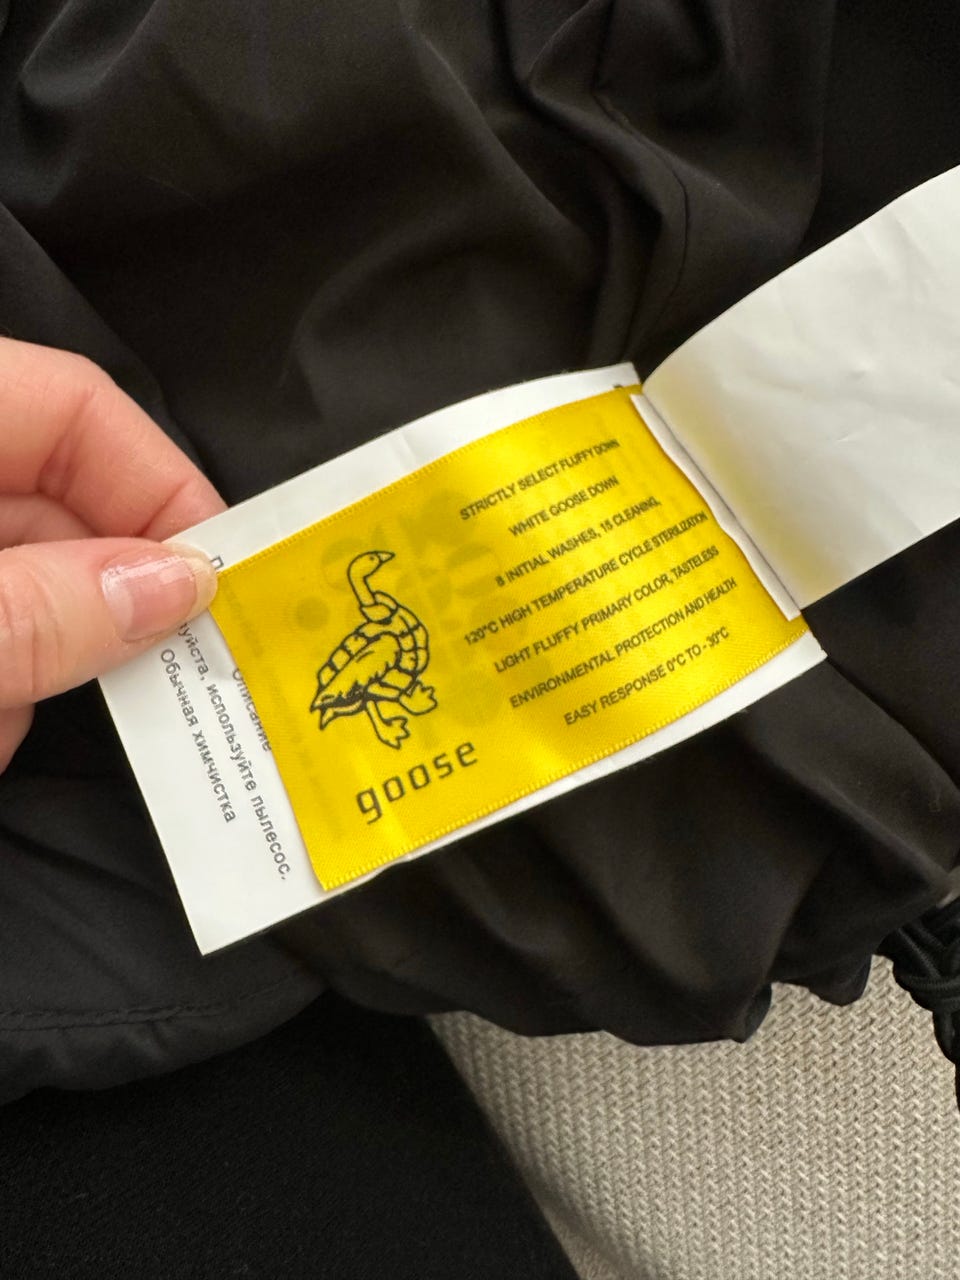 STRICTLY SELECT FLUFFY DOWN
WHITE GOOSE DOWN
8 INITIAL WASHES, 15 CLEANING,
120°C HIGH TEMPERATURE CYCLE STERILIZATION
LIGHT FLUFFY PRIMARY COLOR, TASTELESS
ENVIRONMENTAL PROTECTION AND HEALTH
EASY RESPONSE 0°C TO -30°C
goose
Описание
используйте пылесос.
Обычная химчистка